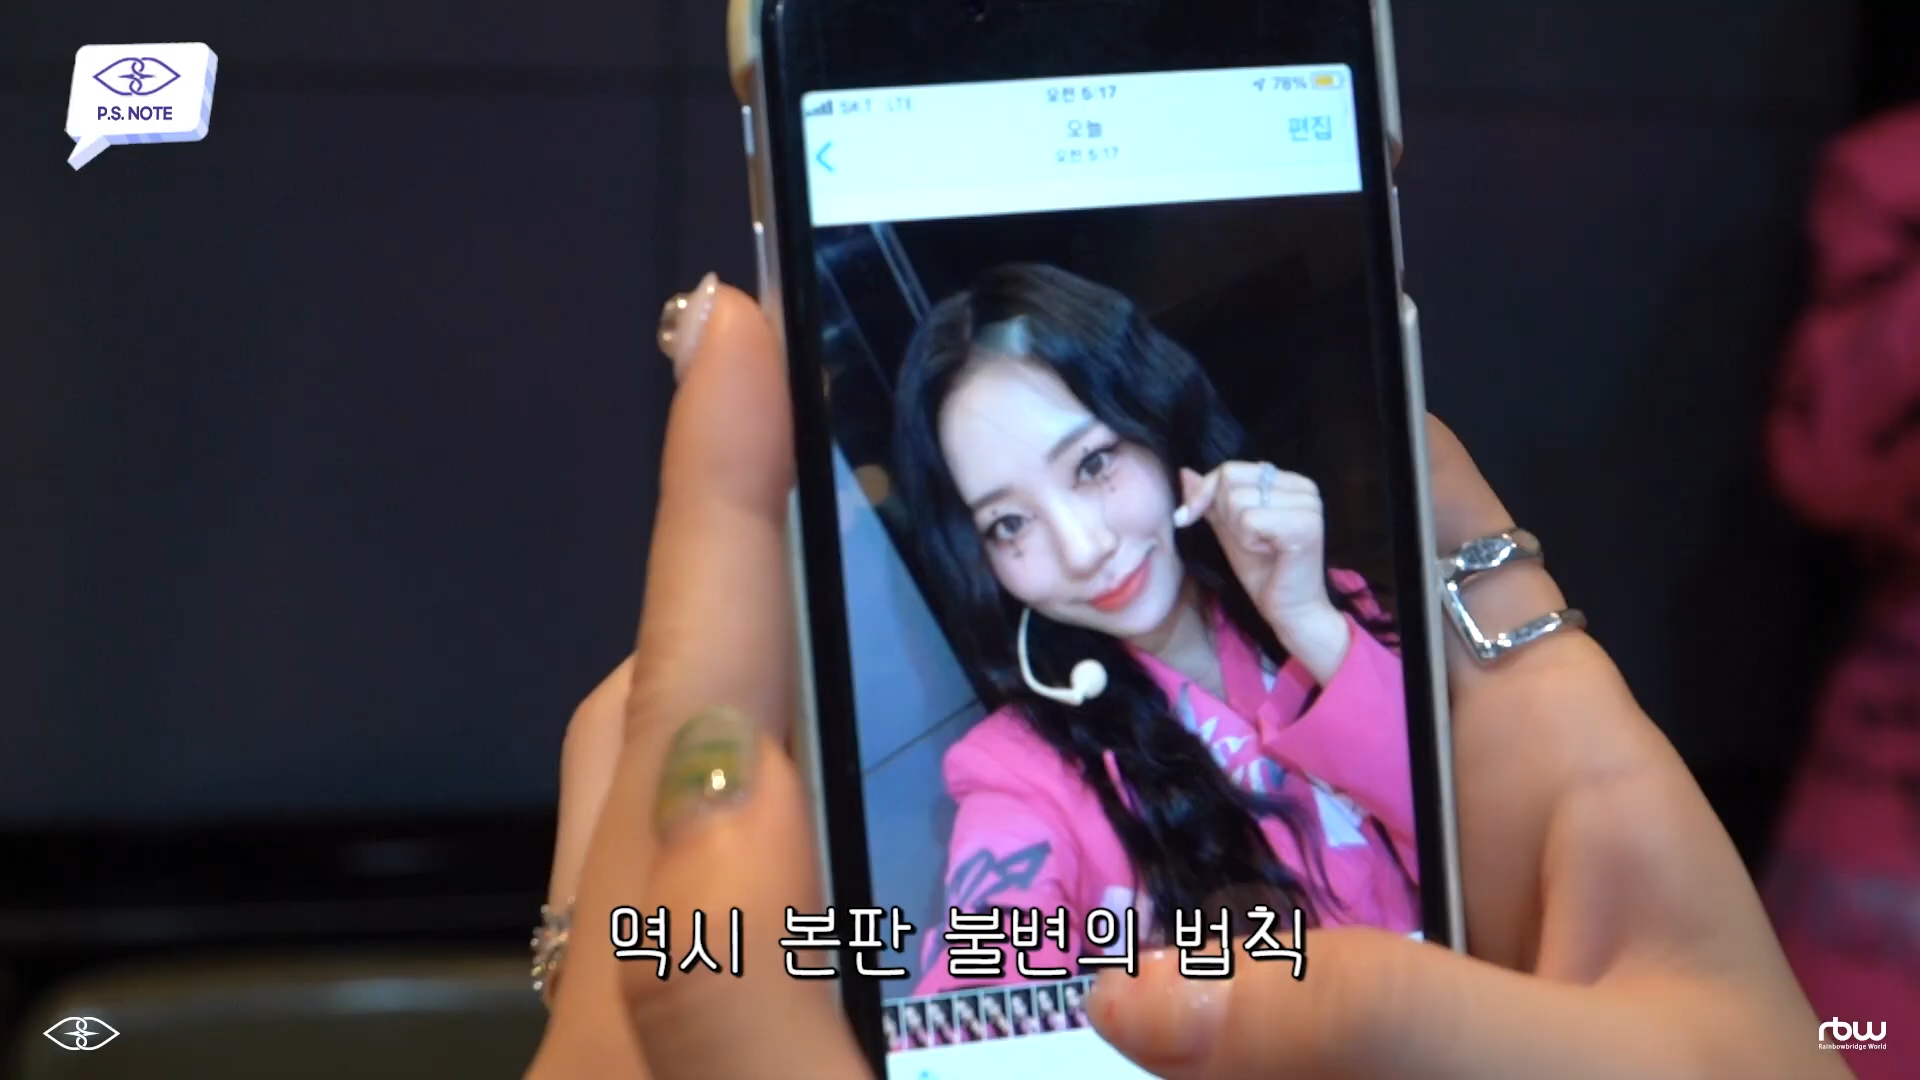 P.S. NOTE
SKT LTE
오전 5:17
78%
오늘
오전 5:17
편집
역시 본판 불변의 법칙
rbw
Rainbowbridge World